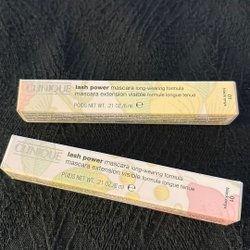 CLINIQUE
lash power mascara long-wearing formula
mascara extension visible formule longue tenue
POIDS NET WT. .21 OZ./6 ml e
01
CLINIQUE
lash power mascara long-wearing formula
mascara extension visible formule longue tenue
POIDS NET WT. .21 OZ./6 ml e
01